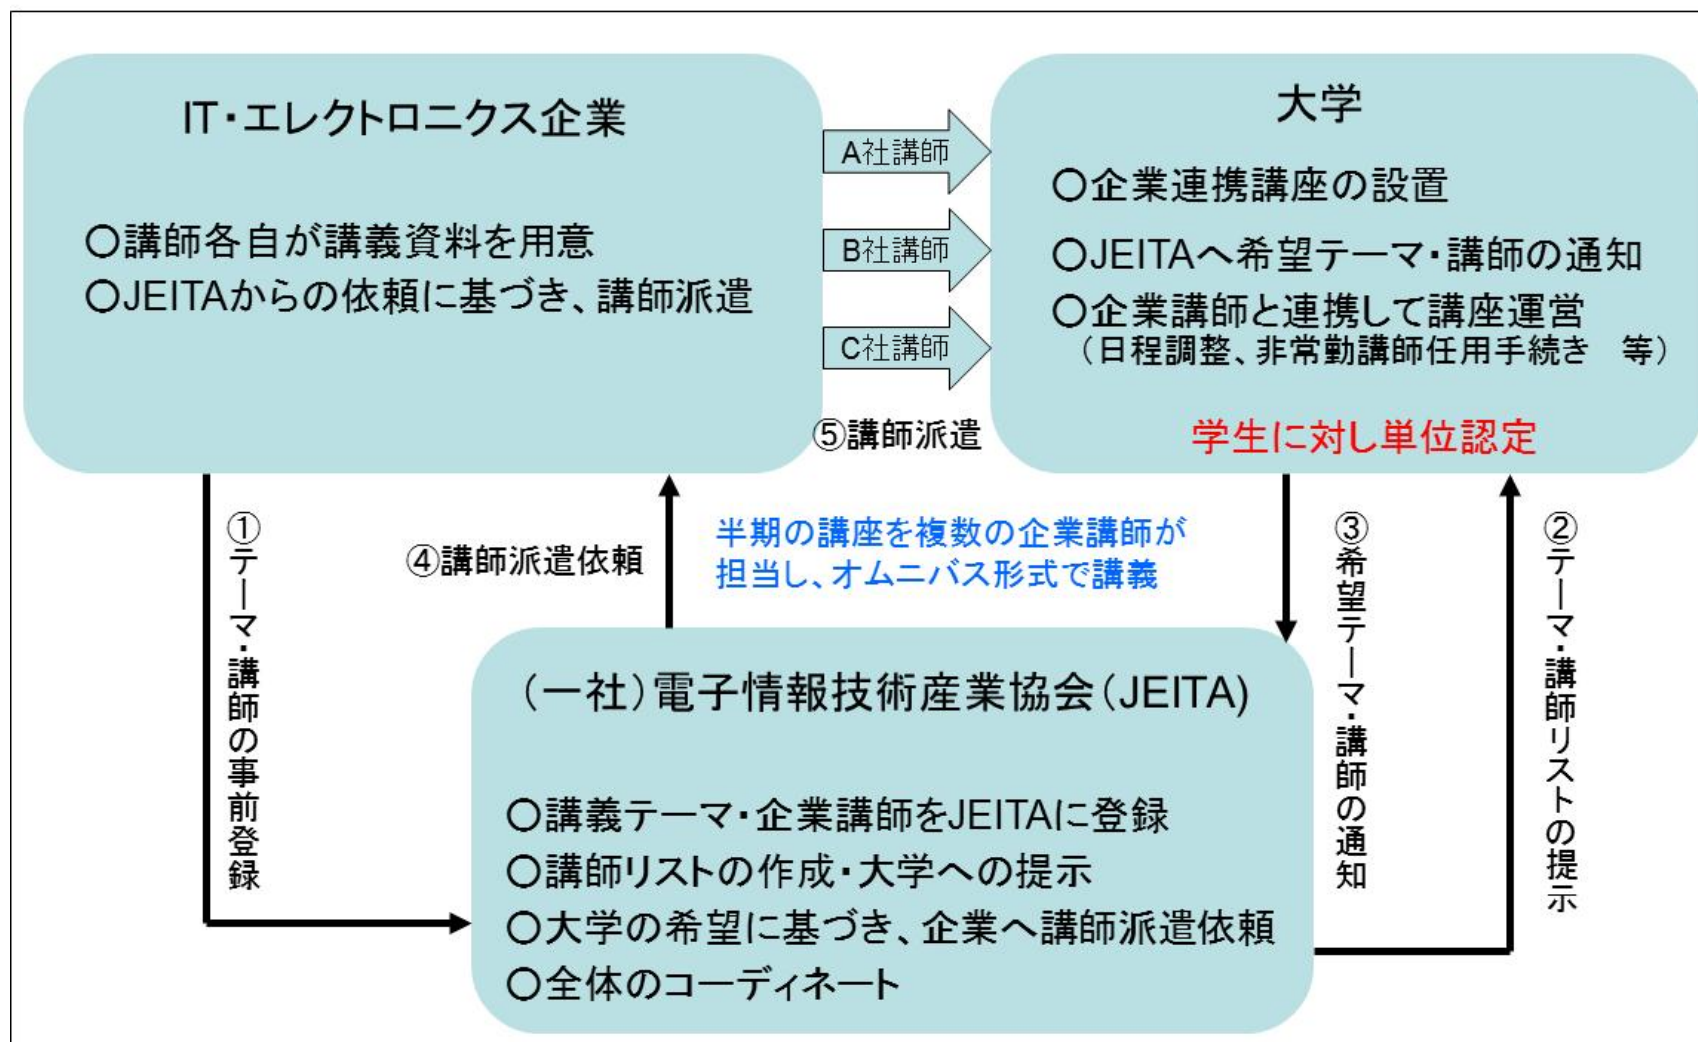 IT・エレクトロニクス企業
○講師各自が講義資料を用意
○JEITAからの依頼に基づき、講師派遣
A社講師
B社講師
C社講師
⑤講師派遣
大学
○企業連携講座の設置
○JEITAへ希望テーマ・講師の通知
○企業講師と連携して講座運営
（日程調整、非常勤講師任用手続き　等）
学生に対し単位認定
①テーマ・講師の事前登録
④講師派遣依頼
半期の講座を複数の企業講師が
担当し、オムニバス形式で講義
③希望テーマ・講師の通知
②テーマ・講師リストの提示
（一社）電子情報技術産業協会（JEITA)
○講義テーマ・企業講師をJEITAに登録
○講師リストの作成・大学への提示
○大学の希望に基づき、企業へ講師派遣依頼
○全体のコーディネート